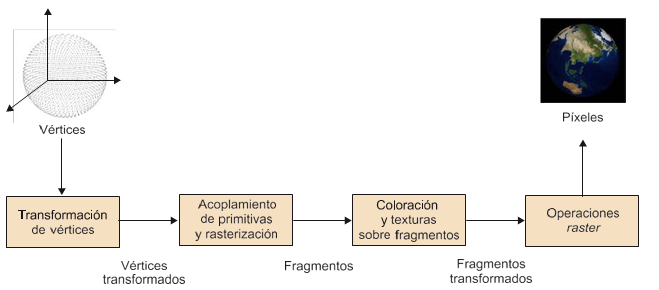 Vértices
Píxeles
Transformación
de vértices
Acoplamiento
de primitivas
y rasterización
Coloración
y texturas
sobre fragmentos
Operaciones
raster
Vértices
transformados
Fragmentos
Fragmentos
transformados